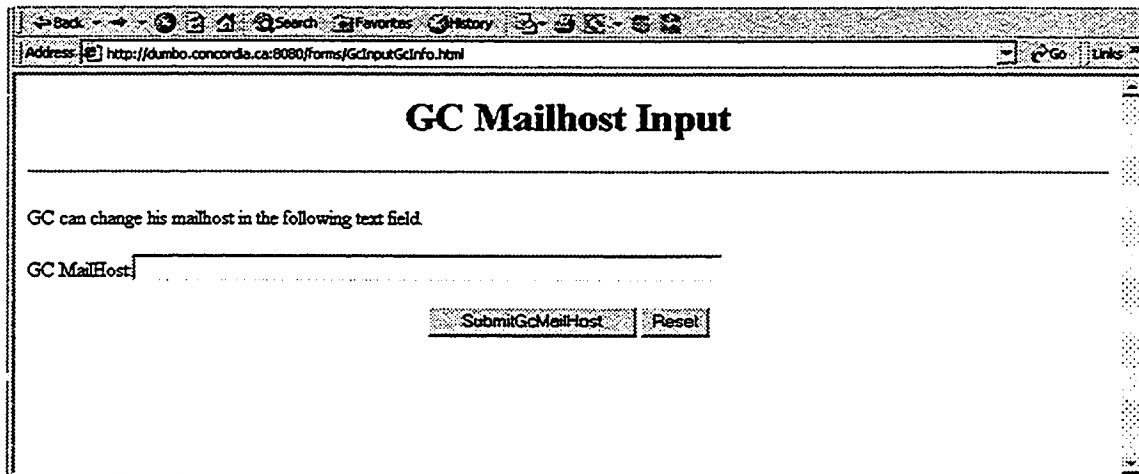 Back Search Favorites History
Address http://dumbo.concordia.ca:8080/forms/GcInputGcInfo.html Go Links »
GC Mailhost Input
GC can change his mailhost in the following text field.
GC MailHost:
SubmitGcMailHost Reset